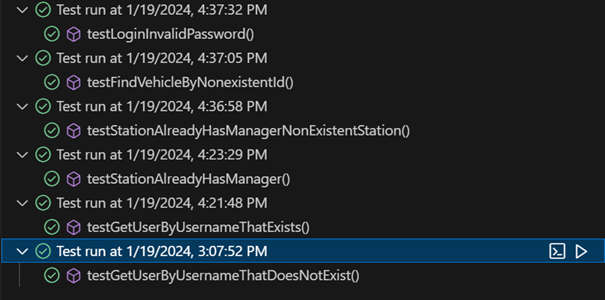 Test run at 1/19/2024, 4:37:32 PM
testLoginInvalidPassword()
Test run at 1/19/2024, 4:37:05 PM
testFindVehicleByNonexistentId()
Test run at 1/19/2024, 4:36:58 PM
testStationAlreadyHasManagerNonExistentStation()
Test run at 1/19/2024, 4:23:29 PM
testStationAlreadyHasManager()
Test run at 1/19/2024, 4:21:48 PM
testGetUserByUsernameThatExists()
Test run at 1/19/2024, 3:07:52 PM
testGetUserByUsernameThatDoesNotExist()